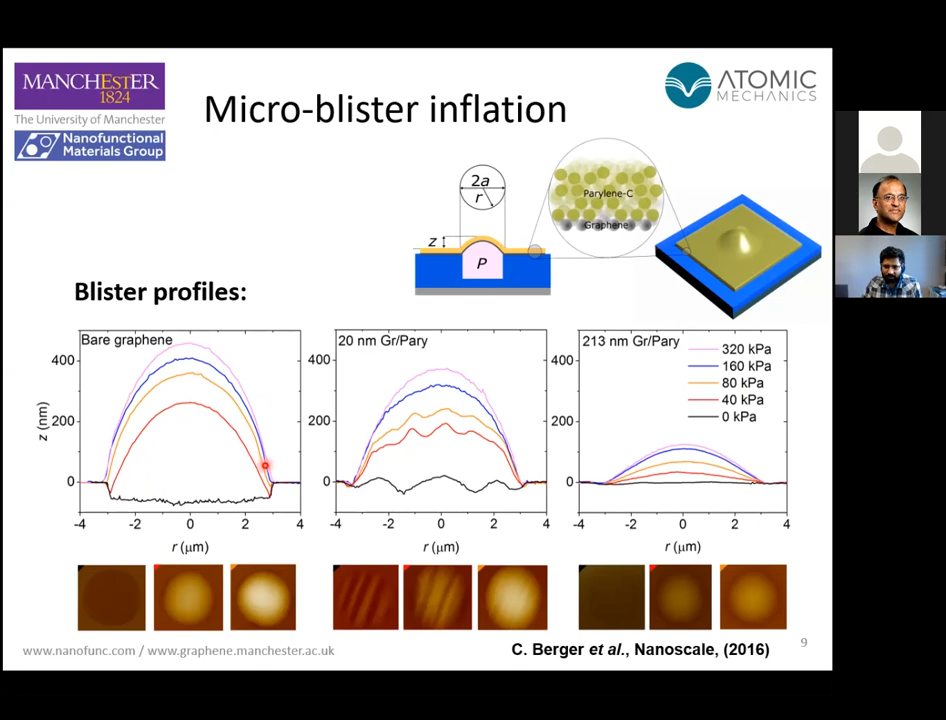 MANCHESTER
1824
The University of Manchester
Nanofunctional
Materials Group
Micro-blister inflation
ATOMIC
MECHANICS
2a
r
z
P
Parylene-C
Graphene
Blister profiles:
Bare graphene
20 nm Gr/Pary
213 nm Gr/Pary
320 kPa
160 kPa
80 kPa
40 kPa
0 kPa
z (nm)
400
200
0
-4 -2 0 2 4
r (μm)
400
200
0
-4 -2 0 2 4
r (μm)
400
200
0
-4 -2 0 2 4
r (μm)
www.nanofunc.com / www.graphene.manchester.ac.uk
C. Berger et al., Nanoscale, (2016)
9